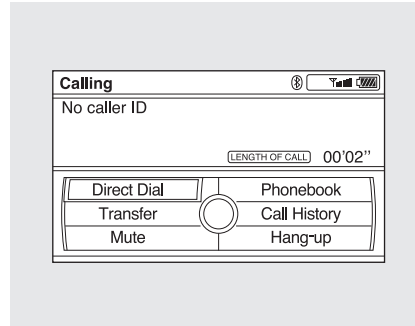 Calling
No caller ID
LENGTH OF CALL 00'02''
Direct Dial Phonebook
Transfer Call History
Mute Hang-up